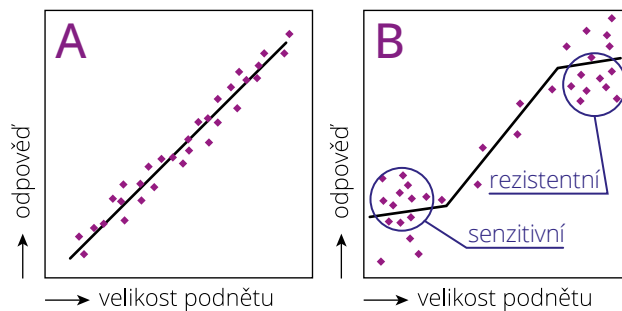 A
odpověď
velikost podnětu
B
odpověď
rezistentní
senzitivní
velikost podnětu